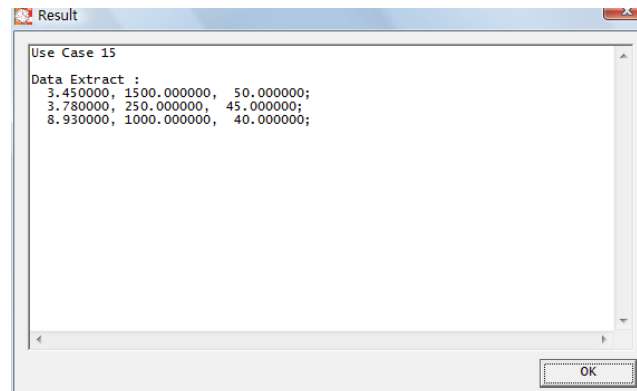 Result
Use Case 15
Data Extract :
3.450000, 1500.000000, 50.000000;
3.780000, 250.000000, 45.000000;
8.930000, 1000.000000, 40.000000;
OK